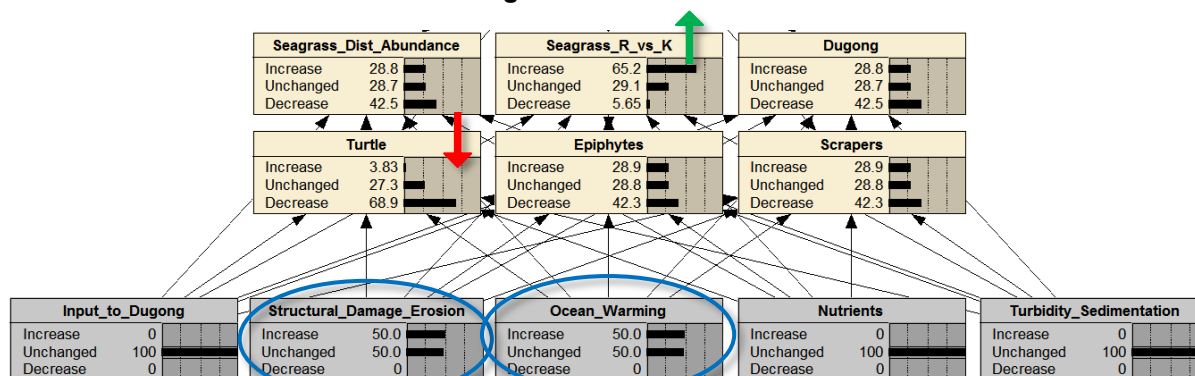 Seagrass_Dist_Abundance
Increase 28.8
Unchanged 28.7
Decrease 42.5
Seagrass_R_vs_K
Increase 65.2
Unchanged 29.1
Decrease 5.65
Dugong
Increase 28.8
Unchanged 28.7
Decrease 42.5
Turtle
Increase 3.83
Unchanged 27.3
Decrease 68.9
Epiphytes
Increase 28.9
Unchanged 28.8
Decrease 42.3
Scrapers
Increase 28.9
Unchanged 28.8
Decrease 42.3
Input_to_Dugong
Increase 0
Unchanged 100
Decrease 0
Structural_Damage_Erosion
Increase 50.0
Unchanged 50.0
Decrease 0
Ocean_Warming
Increase 50.0
Unchanged 50.0
Decrease 0
Nutrients
Increase 0
Unchanged 100
Decrease 0
Turbidity_Sedimentation
Increase 0
Unchanged 100
Decrease 0